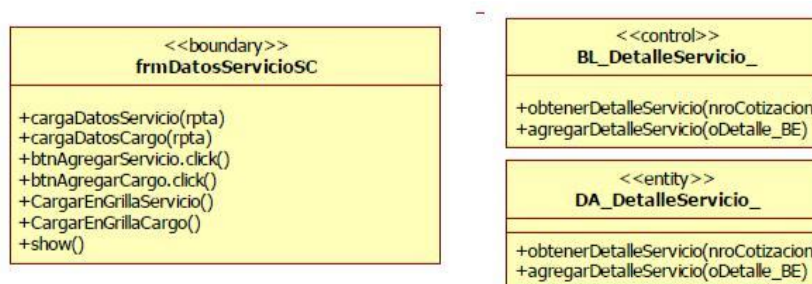 <<boundary>>
frmDatosServicioSC
+cargaDatosServicio(rpta)
+cargaDatosCargo(rpta)
+btnAgregarServicio.click()
+btnAgregarCargo.click()
+CargarEnGrillaServicio()
+CargarEnGrillaCargo()
+show()
<<control>>
BL_DetalleServicio_
+obtenerDetalleServicio(nroCotizacion
+agregarDetalleServicio(oDetalle_BE)
<<entity>>
DA_DetalleServicio_
+obtenerDetalleServicio(nroCotizacion
+agregarDetalleServicio(oDetalle_BE)